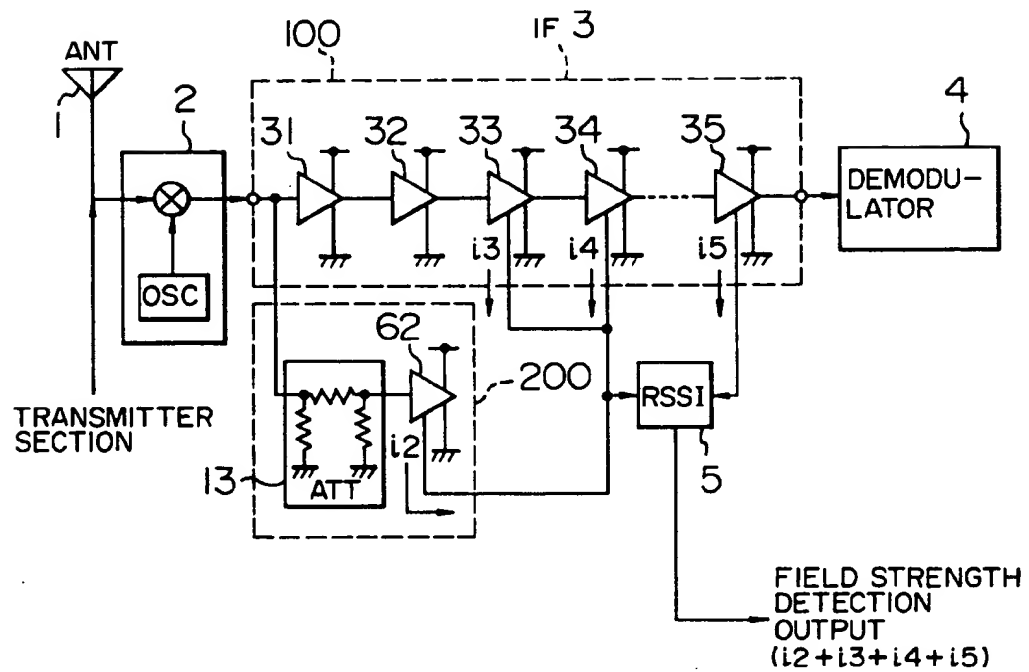 100
IF 3
ANT
1
2
31
32
33
34
35
4
DEMODU-
LATOR
OSC
i3
i4
i5
62
200
RSSI
TRANSMITTER
SECTION
13
ATT
i2
5
FIELD STRENGTH
DETECTION
OUTPUT
(i2+i3+i4+i5)